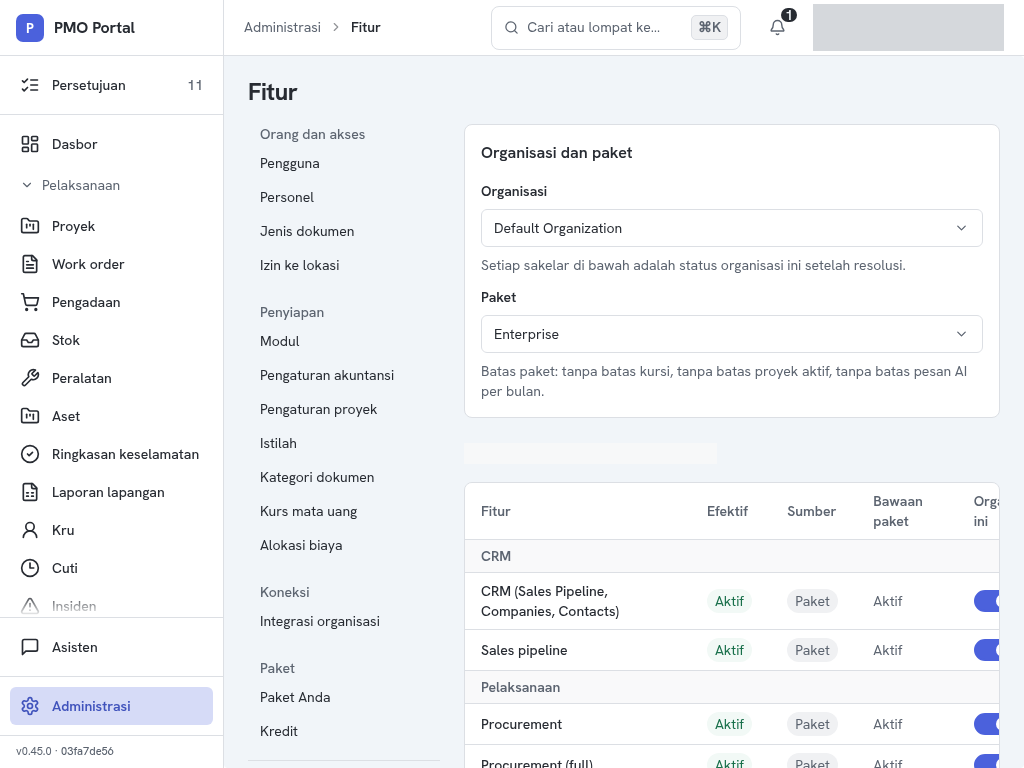 P PMO Portal
Administrasi > Fitur
Cari atau lompat ke... ⌘K
1
Persetujuan 11
Dasbor
Pelaksanaan
Proyek
Work order
Pengadaan
Stok
Peralatan
Aset
Ringkasan keselamatan
Laporan lapangan
Kru
Cuti
Insiden
Asisten
Administrasi
v0.45.0 · 03fa7de56
Fitur
Orang dan akses
Pengguna
Personel
Jenis dokumen
Izin ke lokasi
Penyiapan
Modul
Pengaturan akuntansi
Pengaturan proyek
Istilah
Kategori dokumen
Kurs mata uang
Alokasi biaya
Koneksi
Integrasi organisasi
Paket
Paket Anda
Kredit
Organisasi dan paket
Organisasi
Default Organization
Setiap sakelar di bawah adalah status organisasi ini setelah resolusi.
Paket
Enterprise
Batas paket: tanpa batas kursi, tanpa batas proyek aktif, tanpa batas pesan AI
per bulan.
Fitur Efektif Sumber Bawaan paket ini
CRM
CRM (Sales Pipeline, Companies, Contacts) Aktif Paket Aktif
Sales pipeline Aktif Paket Aktif
Pelaksanaan
Procurement Aktif Paket Aktif
Procurement (full) Aktif Paket Aktif